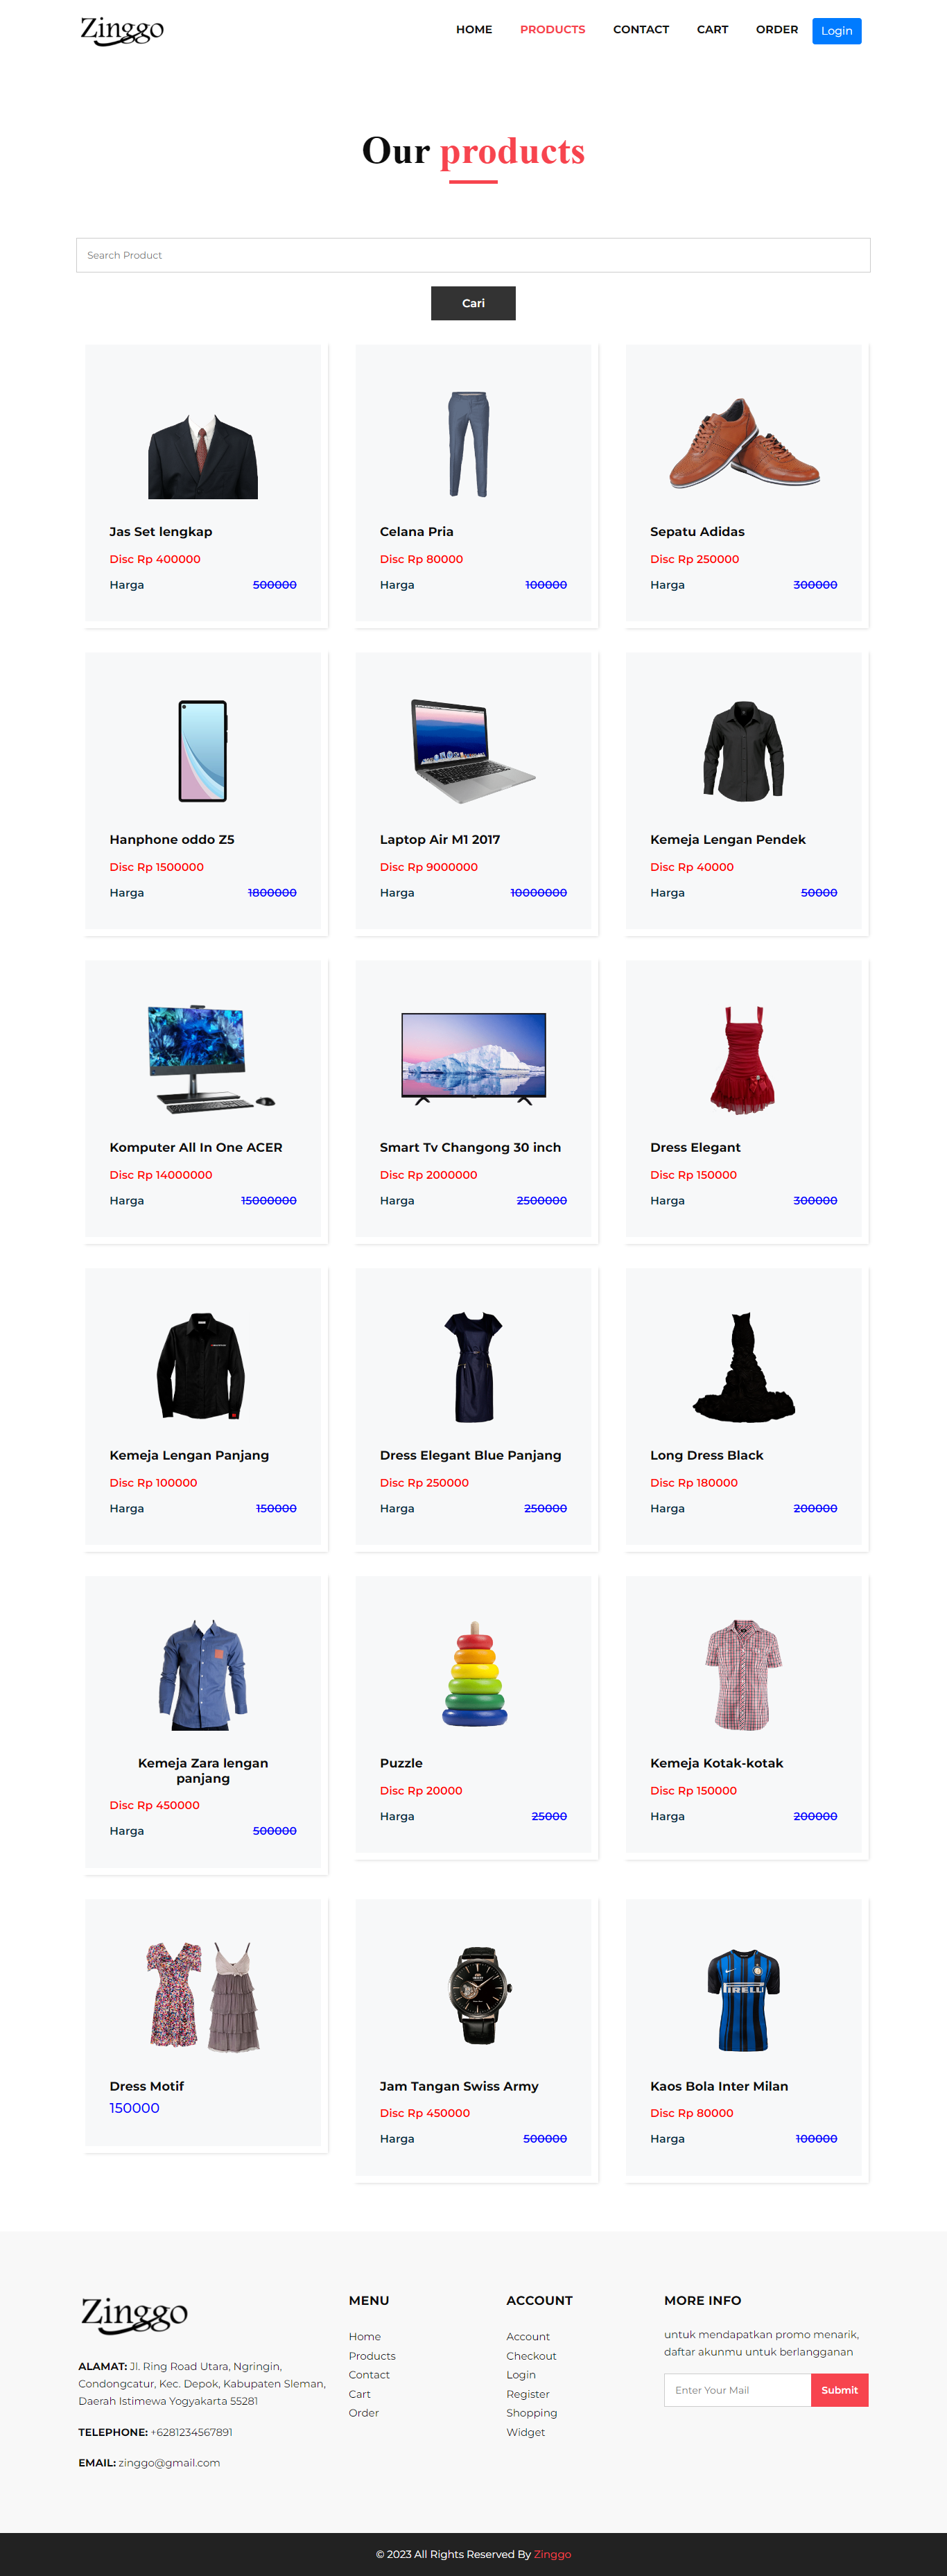 Zinggo
HOME PRODUCTS CONTACT CART ORDER Login
Our products
Search Product
Cari
Jas Set lengkap
Disc Rp 400000
Harga 500000
Celana Pria
Disc Rp 80000
Harga 100000
Sepatu Adidas
Disc Rp 250000
Harga 300000
Hanphone oddo Z5
Disc Rp 1500000
Harga 1800000
Laptop Air M1 2017
Disc Rp 9000000
Harga 10000000
Kemeja Lengan Pendek
Disc Rp 40000
Harga 50000
Komputer All In One ACER
Disc Rp 14000000
Harga 15000000
Smart Tv Changong 30 inch
Disc Rp 2000000
Harga 2500000
Dress Elegant
Disc Rp 150000
Harga 300000
Kemeja Lengan Panjang
Disc Rp 100000
Harga 150000
Dress Elegant Blue Panjang
Disc Rp 250000
Harga 250000
Long Dress Black
Disc Rp 180000
Harga 200000
Kemeja Zara lengan
panjang
Disc Rp 450000
Harga 500000
Puzzle
Disc Rp 20000
Harga 25000
Kemeja Kotak-kotak
Disc Rp 150000
Harga 200000
Dress Motif
150000
Jam Tangan Swiss Army
Disc Rp 450000
Harga 500000
IRELLI
Kaos Bola Inter Milan
Disc Rp 80000
Harga 100000
Zinggo
ALAMAT: Jl. Ring Road Utara, Ngringin,
Condongcatur, Kec. Depok, Kabupaten Sleman,
Daerah Istimewa Yogyakarta 55281
TELEPHONE: +6281234567891
EMAIL: zinggo@gmail.com
MENU
Home
Products
Contact
Cart
Order
ACCOUNT
Account
Checkout
Login
Register
Shopping
Widget
MORE INFO
untuk mendapatkan promo menarik,
daftar akunmu untuk berlangganan
Enter Your Mail Submit
© 2023 All Rights Reserved By Zinggo